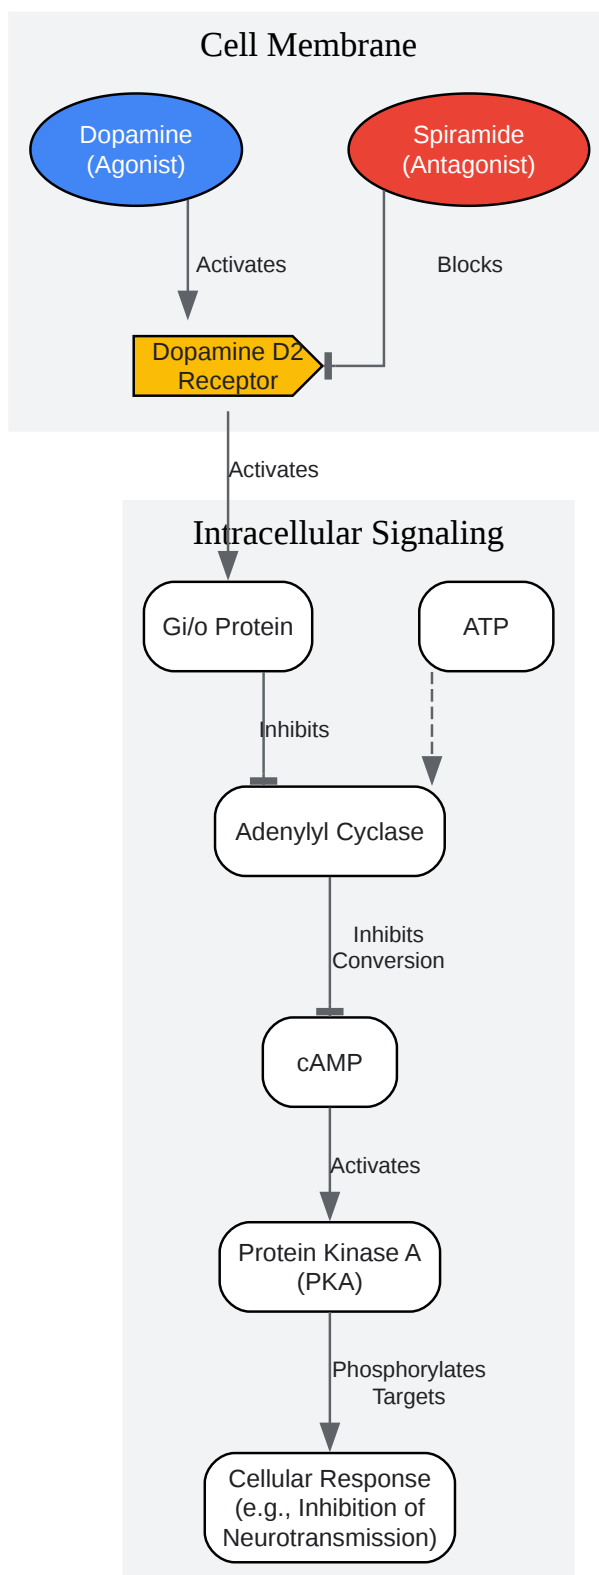 Cell Membrane
Dopamine
(Agonist)
Spiramide
(Antagonist)
Activates
Blocks
Dopamine D2
Receptor
Activates
Intracellular Signaling
Gi/o Protein
ATP
Inhibits
Adenylyl Cyclase
Inhibits
Conversion
cAMP
Activates
Protein Kinase A
(PKA)
Phosphorylates
Targets
Cellular Response
(e.g., Inhibition of
Neurotransmission)